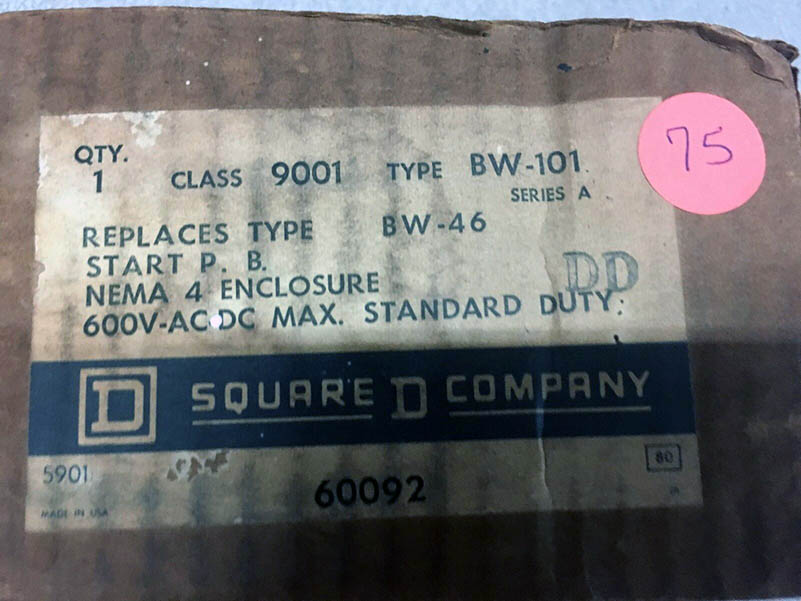 QTY.
1 CLASS 9001 TYPE BW-101
SERIES A
75
REPLACES TYPE BW-46
START P. B.
NEMA 4 ENCLOSURE
DD
600V-AC-DC MAX. STANDARD DUTY.
D SQUARE D COMPANY
5901
80
60092
MADE IN USA